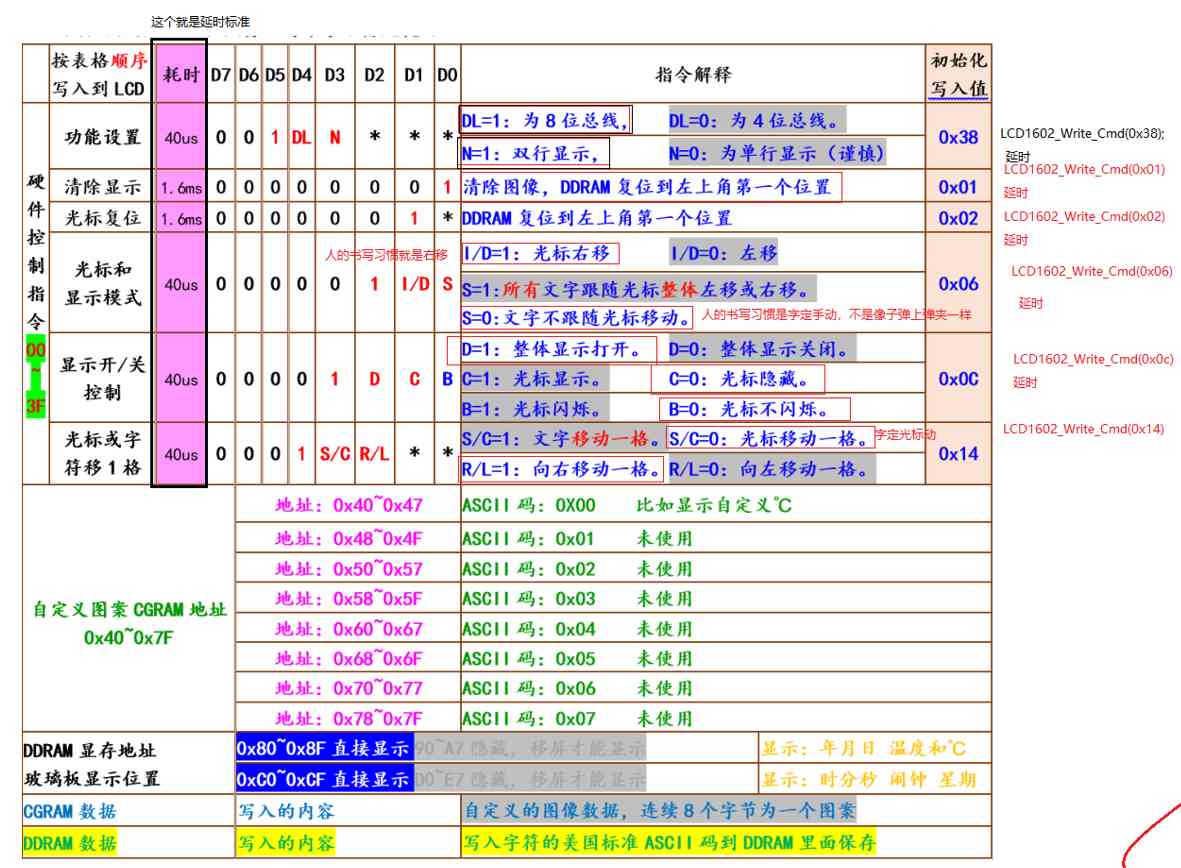 这个就是延时标准
按表格顺序写入到 LCD 耗时 D7 D6 D5 D4 D3 D2 D1 D0 指令解释 初始化写入值
硬件控制指令 00~3F
功能设置 40us 0 0 1 DL N * * * DL=1: 为 8 位总线, DL=0: 为 4 位总线。 0x38
N=1: 双行显示, N=0: 为单行显示（谨慎）
LCD1602_Write_Cmd(0x38);
延时
清除显示 1.6ms 0 0 0 0 0 0 0 1 清除图像, DDRAM 复位到左上角第一个位置 0x01
LCD1602_Write_Cmd(0x01)
延时
光标复位 1.6ms 0 0 0 0 0 0 1 * DDRAM 复位到左上角第一个位置 0x02
LCD1602_Write_Cmd(0x02)
延时
人的书写习惯就是右移
光标和显示模式 40us 0 0 0 0 0 1 I/D S I/D=1: 光标右移 I/D=0: 左移 0x06
S=1:所有文字跟随光标整体左移或右移。
S=0:文字不跟随光标移动。 人的书写习惯是字定手动，不是像子弹上弹夹一样
LCD1602_Write_Cmd(0x06)
延时
显示开/关控制 40us 0 0 0 0 1 D C B D=1: 整体显示打开。 D=0: 整体显示关闭。 0x0C
C=1: 光标显示。 C=0: 光标隐藏。
B=1: 光标闪烁。 B=0: 光标不闪烁。
LCD1602_Write_Cmd(0x0c)
延时
光标或字符移 1 格 40us 0 0 0 1 S/C R/L * * S/C=1: 文字移动一格。 S/C=0: 光标移动一格。 字定光标动 0x14
R/L=1: 向右移动一格。 R/L=0: 向左移动一格。
LCD1602_Write_Cmd(0x14)
自定义图案 CGRAM 地址
0x40~0x7F
地址: 0x40~0x47 ASCII 码: 0X00 比如显示自定义℃
地址: 0x48~0x4F ASCII 码: 0x01 未使用
地址: 0x50~0x57 ASCII 码: 0x02 未使用
地址: 0x58~0x5F ASCII 码: 0x03 未使用
地址: 0x60~0x67 ASCII 码: 0x04 未使用
地址: 0x68~0x6F ASCII 码: 0x05 未使用
地址: 0x70~0x77 ASCII 码: 0x06 未使用
地址: 0x78~0x7F ASCII 码: 0x07 未使用
DDRAM 显存地址
玻璃板显示位置
0x80~0x8F 直接显示 90~A7 隐藏, 移屏才能显示 显示: 年月日 温度和℃
0xC0~0xCF 直接显示 D0~E7 隐藏, 移屏才能显示 显示: 时分秒 闹钟 星期
CGRAM 数据 写入的内容 自定义的图像数据, 连续 8 个字节为一个图案
DDRAM 数据 写入的内容 写入字符的美国标准 ASCII 码到 DDRAM 里面保存